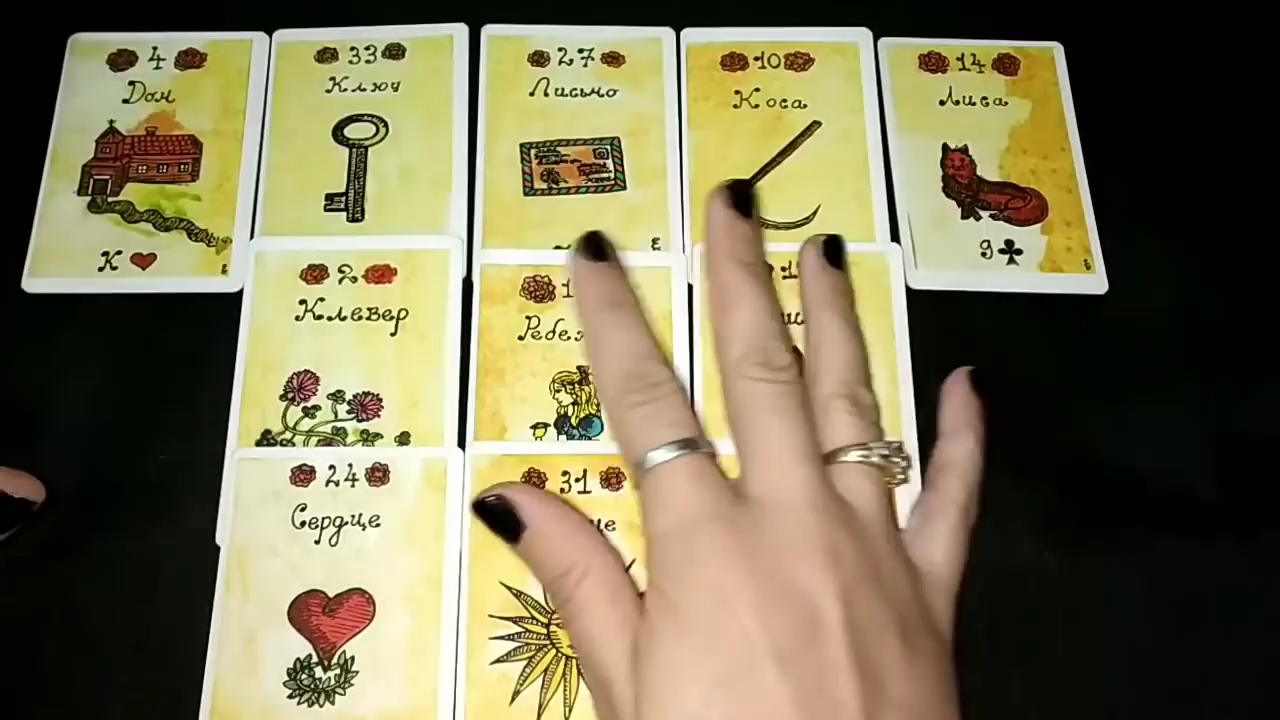 4
Дом
К
33
Ключ
27
Письмо
10
Коса
14
Лиса
9
2
Клевер
24
Сердце
31